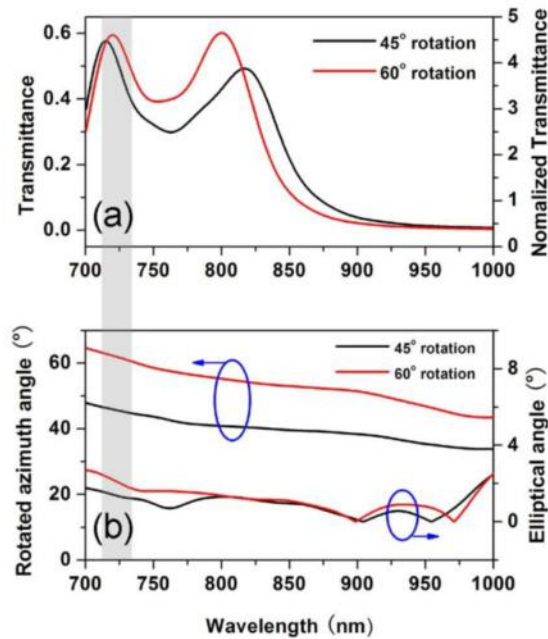 0.6
0.4
0.2
0.0
Transmittance
5
4
3
2
1
0
Nomalized Transmittance
45° rotation
60° rotation
(a)
700 750 800 850 900 950 1000
60
40
20
0
Rotated azimuth angle (°)
8
4
0
Elliptical angle (°)
45° rotation
60° rotation
(b)
700 750 800 850 900 950 1000
Wavelength (nm)